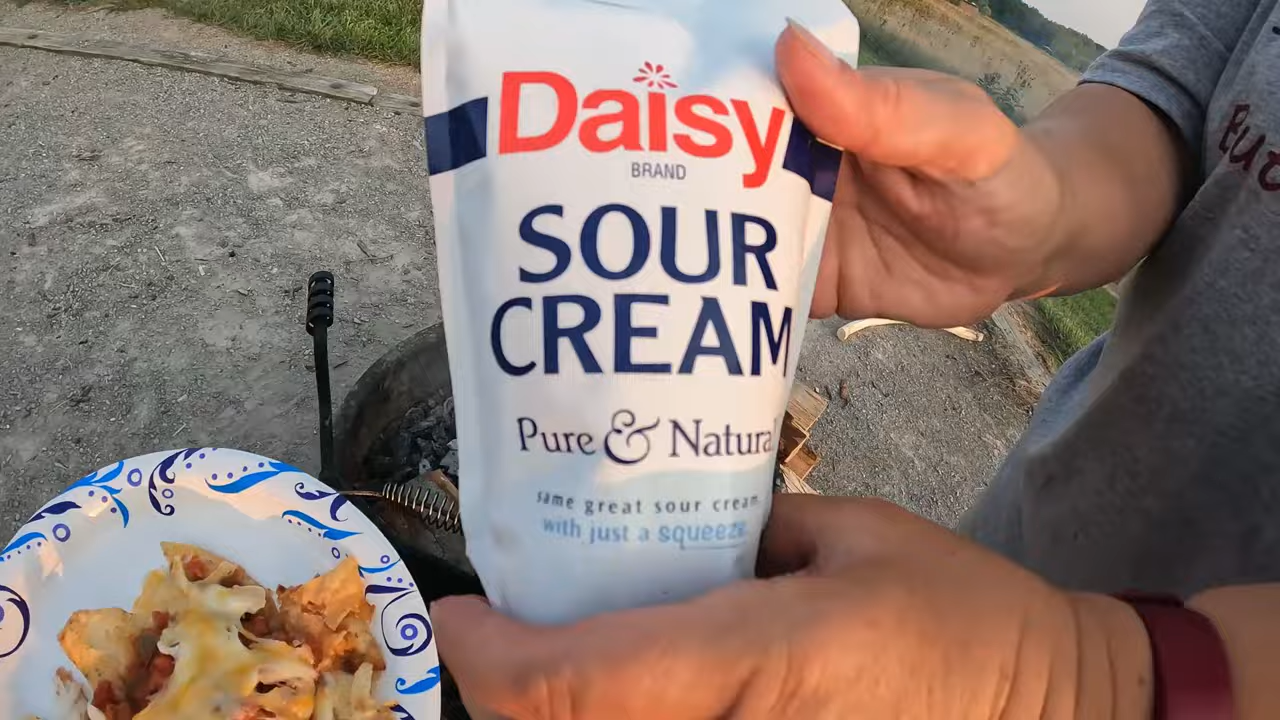 Daisy
BRAND
SOUR
CREAM
Pure & Natural
same great sour cream.
with just a squeeze.